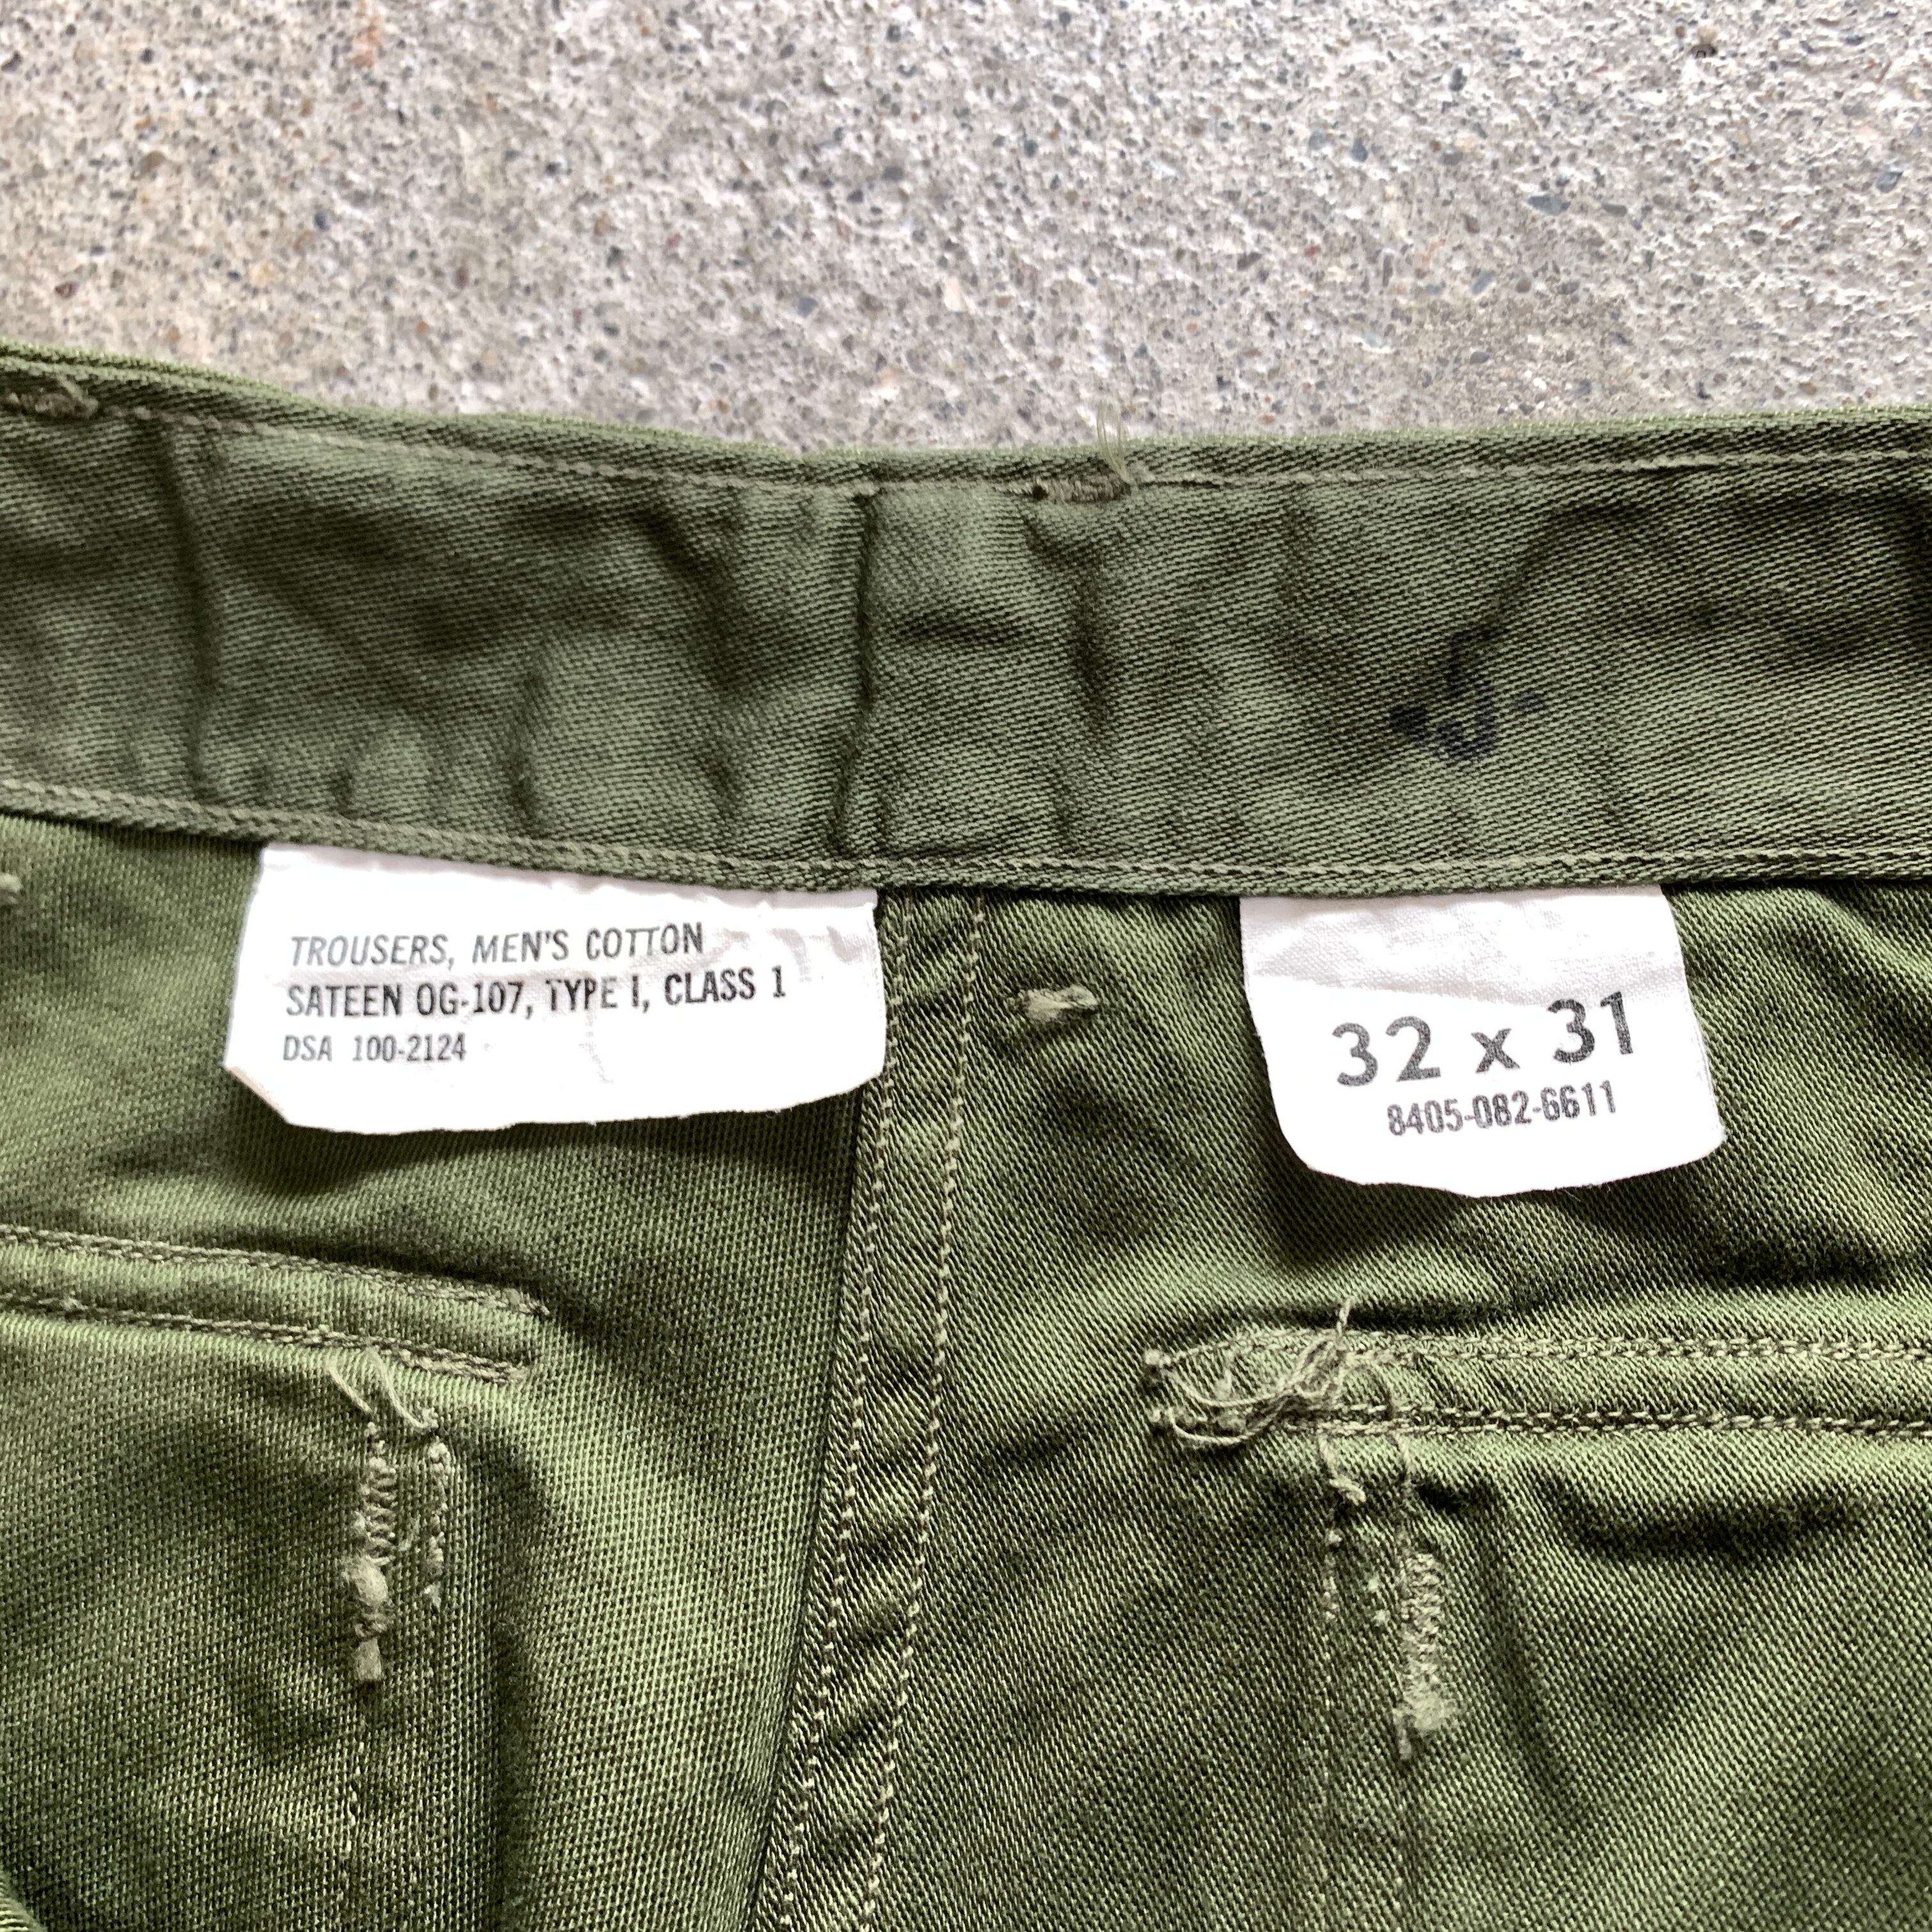 TROUSERS, MEN'S COTTON
SATEEN OG-107, TYPE I, CLASS 1
DSA 100-2124
32 x 31
8405-082-6611